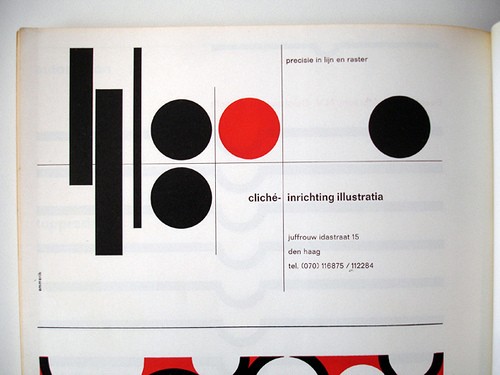 precisie in lijn en raster
cliché- inrichting illustratia
juffrouw idastraat 15
den haag
tel. (070) 116875 / 112284